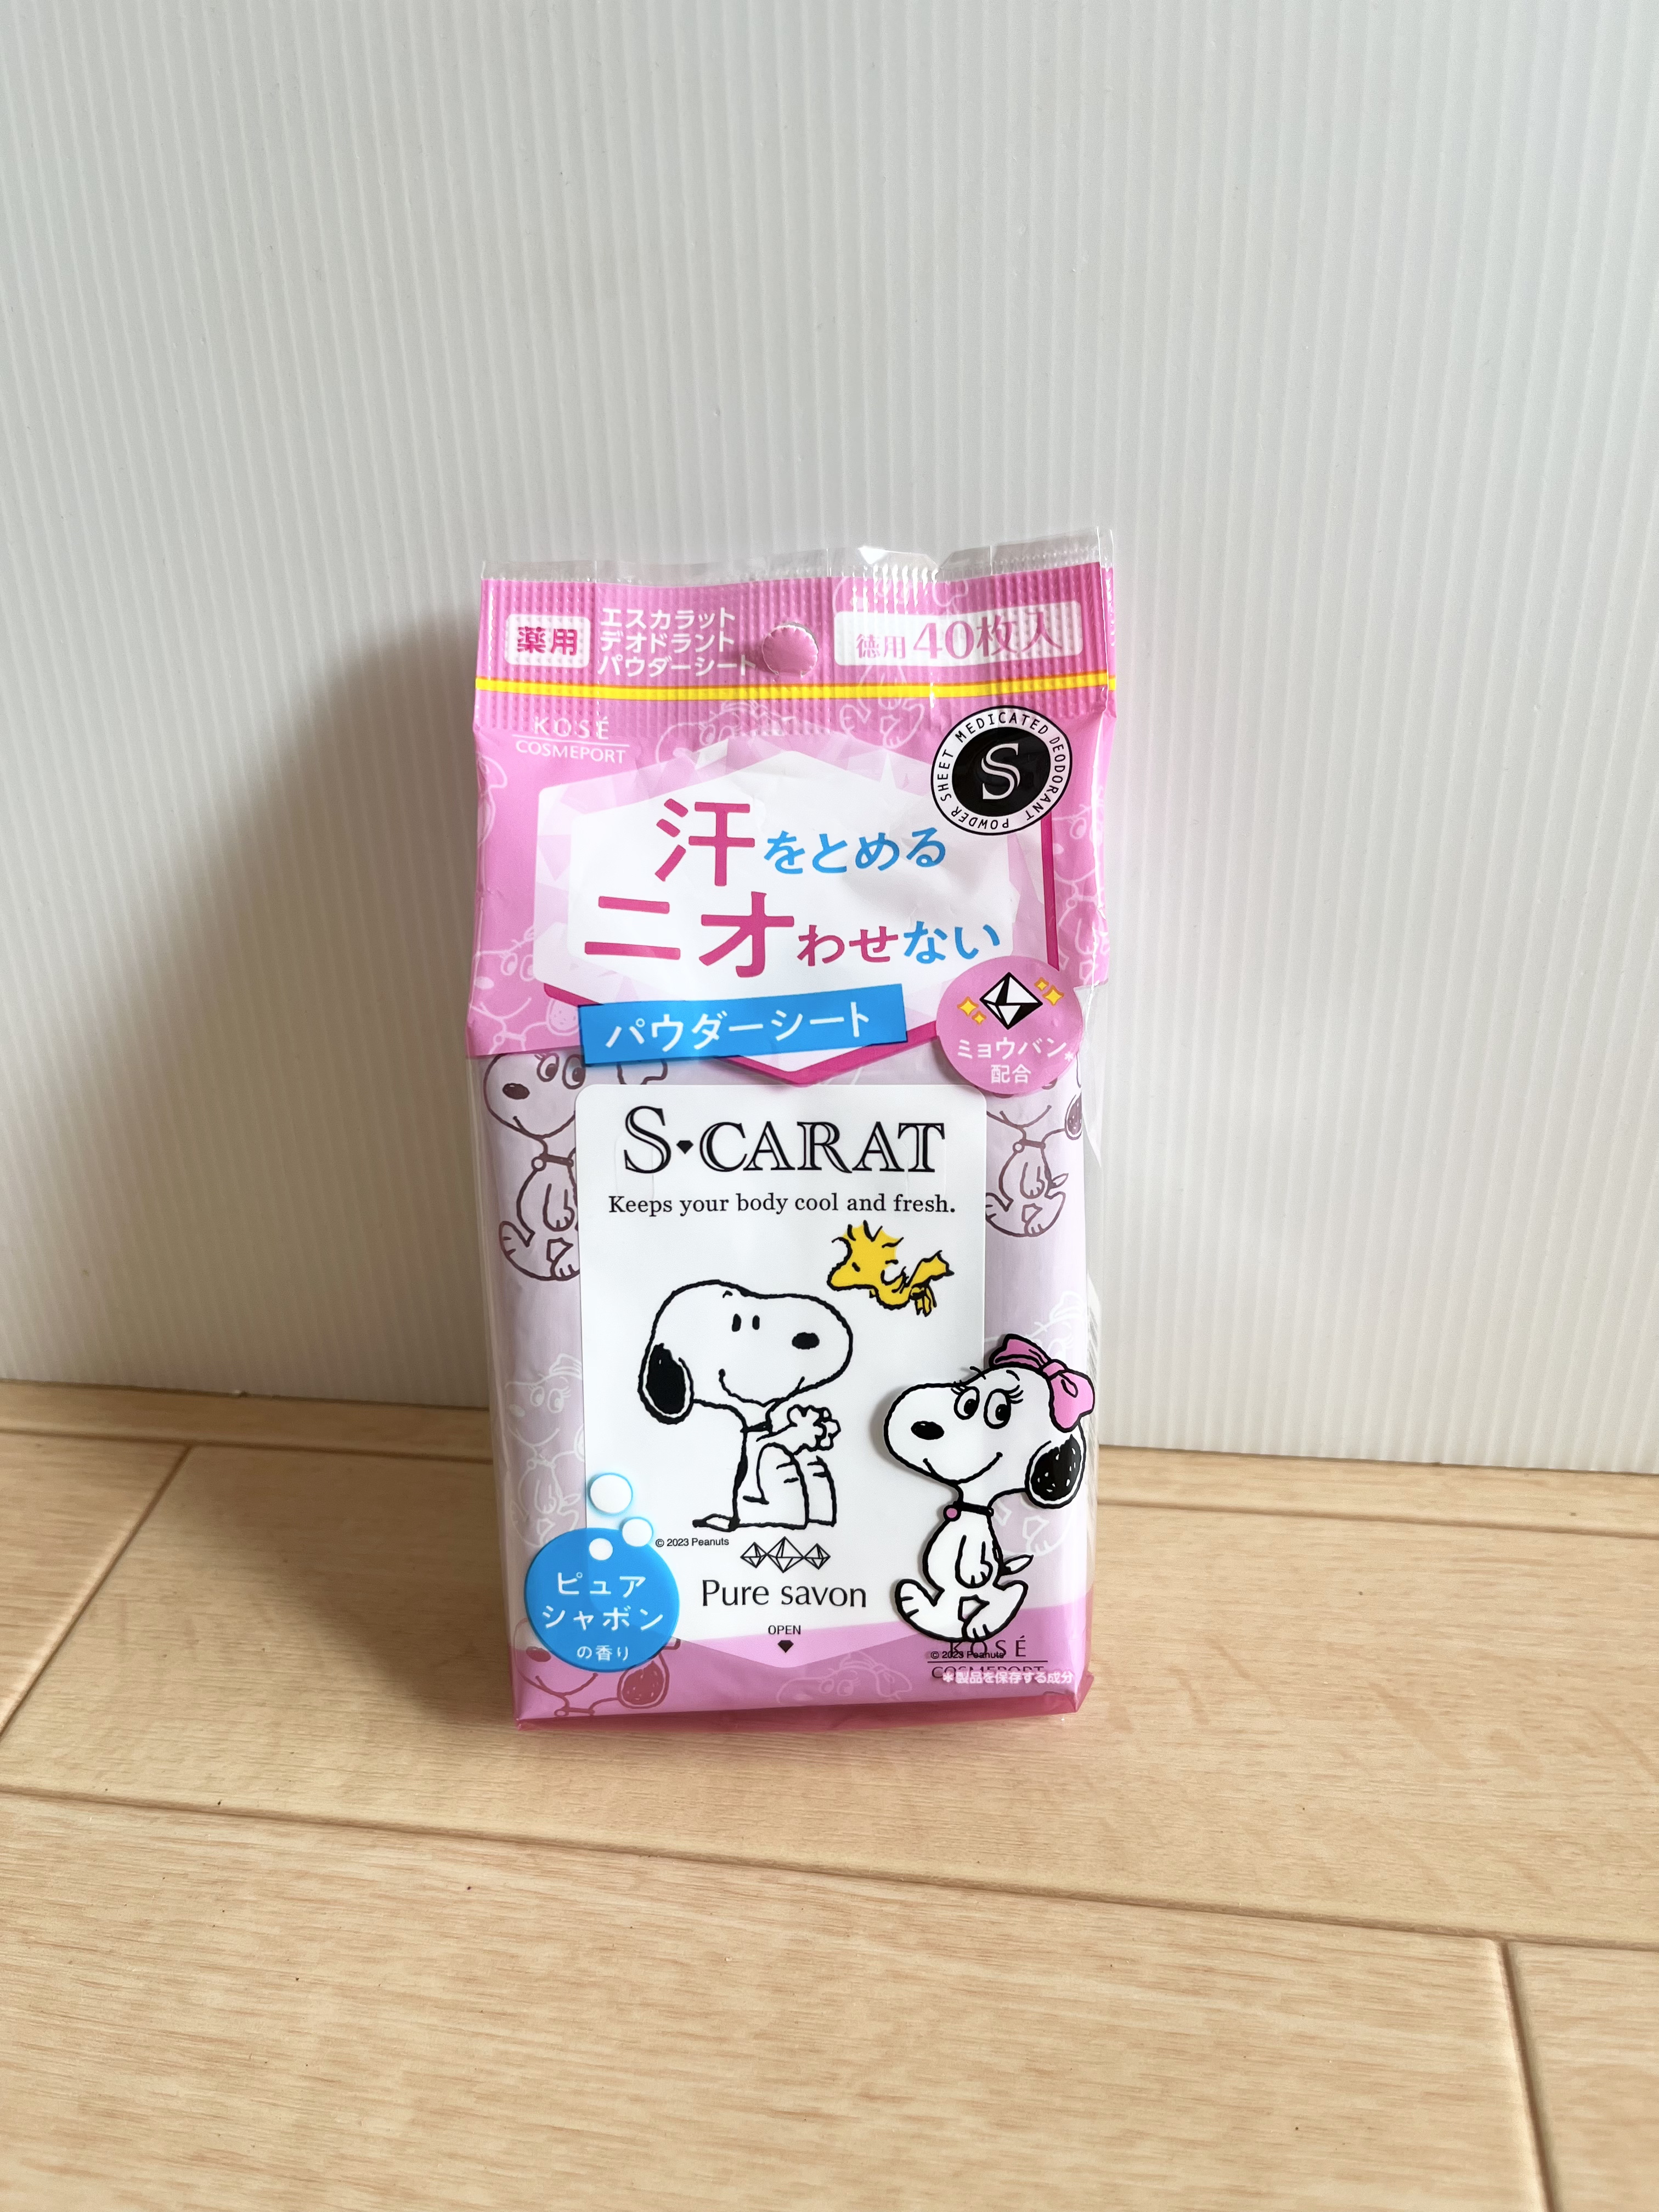 薬用
エスカラット
デオドラント
パウダーシート
徳用40枚入
KOSÉ
COSMEPORT
MEDICATED DEODORANT POWDER SHEET
S
汗をとめる
ニオわせない
パウダーシート
ミョウバン*
配合
S・CARAT
Keeps your body cool and fresh.
© 2023 Peanuts
ピュア
シャボン
の香り
Pure savon
OPEN
KOSÉ
© 2023 Peanuts
COSMEPORT
*製品を保存する成分